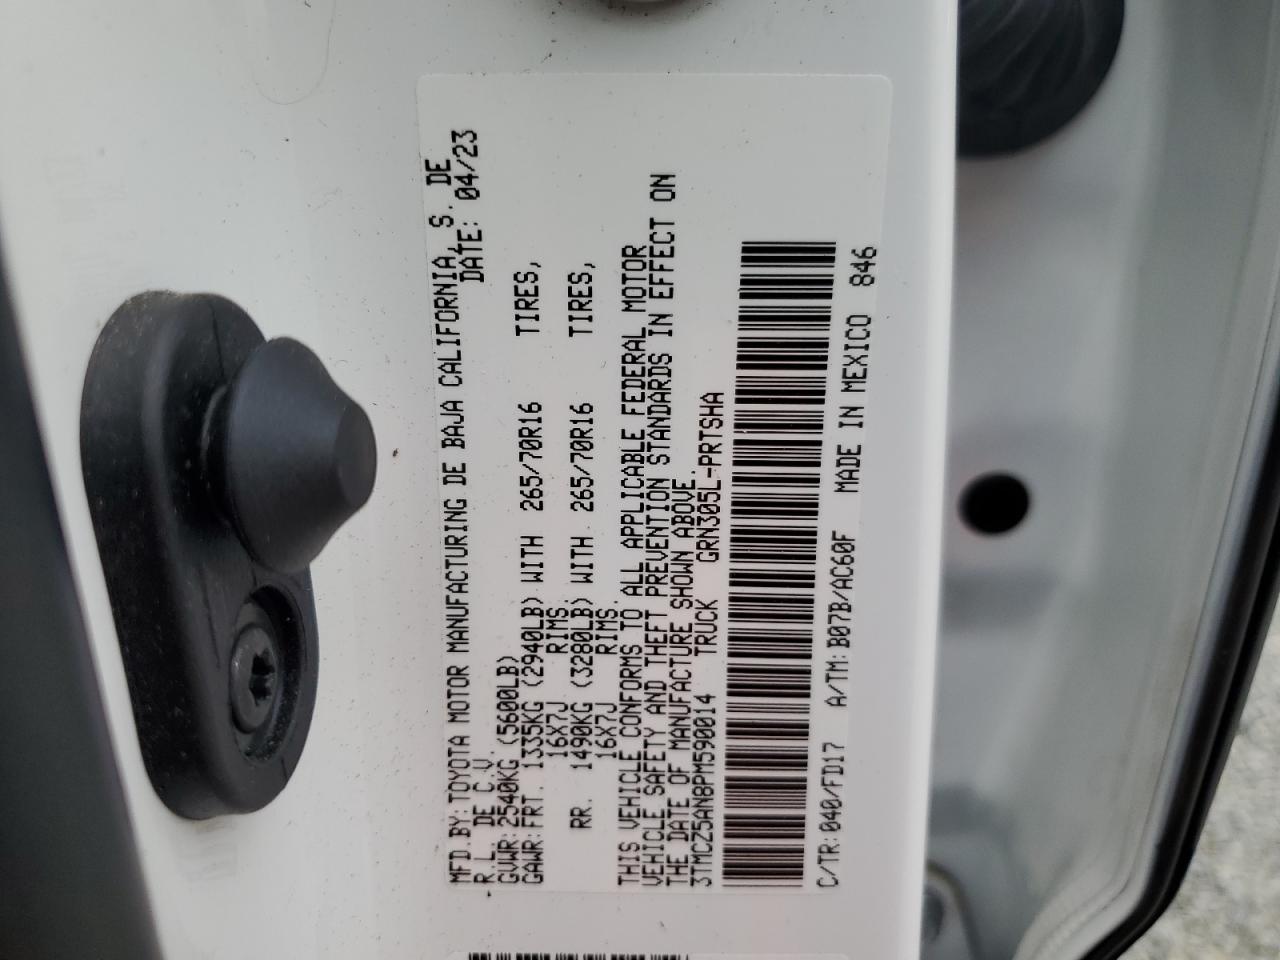 MFD.BY: TOYOTA MOTOR MANUFACTURING DE BAJA CALIFORNIA, S. DE
R.L. DE C.V. DATE: 04/23
GVWR: 2540KG (5600LB)
GAWR: FRT. 1335KG (2940LB) WITH 265/70R16 TIRES,
16X7J RIMS,
RR. 1490KG (3280LB) WITH 265/70R16 TIRES,
16X7J RIMS.
THIS VEHICLE CONFORMS TO ALL APPLICABLE FEDERAL MOTOR
VEHICLE SAFETY AND THEFT PREVENTION STANDARDS IN EFFECT ON
THE DATE OF MANUFACTURE SHOWN ABOVE.
3TMCZ5AN8PM590014 TRUCK GRN305L-PRTSHA
C/TR: 040/FD17 A/TM: B07B/AC60F MADE IN MEXICO 846